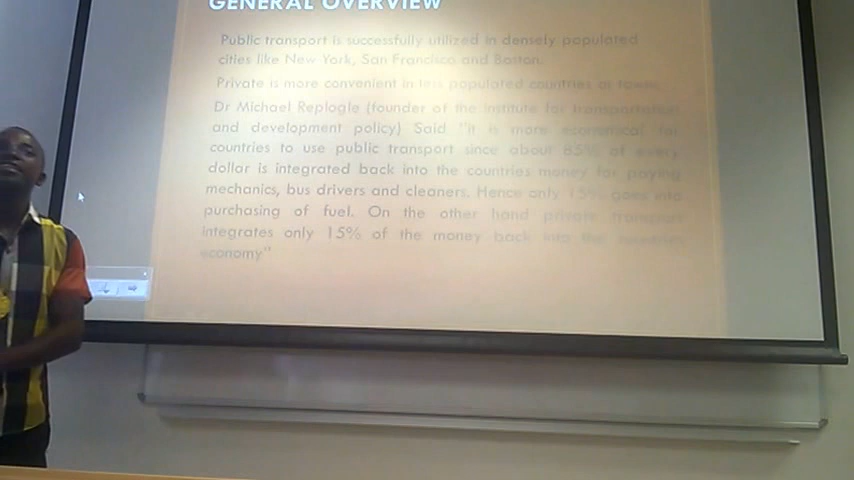 GENERAL OVERVIEW
Public transport is successfully utilized in densely populated
cities like New York, San Francisco and Boston.
Private is more convenient in less populated countries or towns.
Dr Michael Replogle (founder of the institute for transportation
and development policy) Said "it is more economical for
countries to use public transport since about 85% of every
dollar is integrated back into the countries money for paying
mechanics, bus drivers and cleaners. Hence only 15% goes into
purchasing of fuel. On the other hand private transport
integrates only 15% of the money back into the countries
economy"